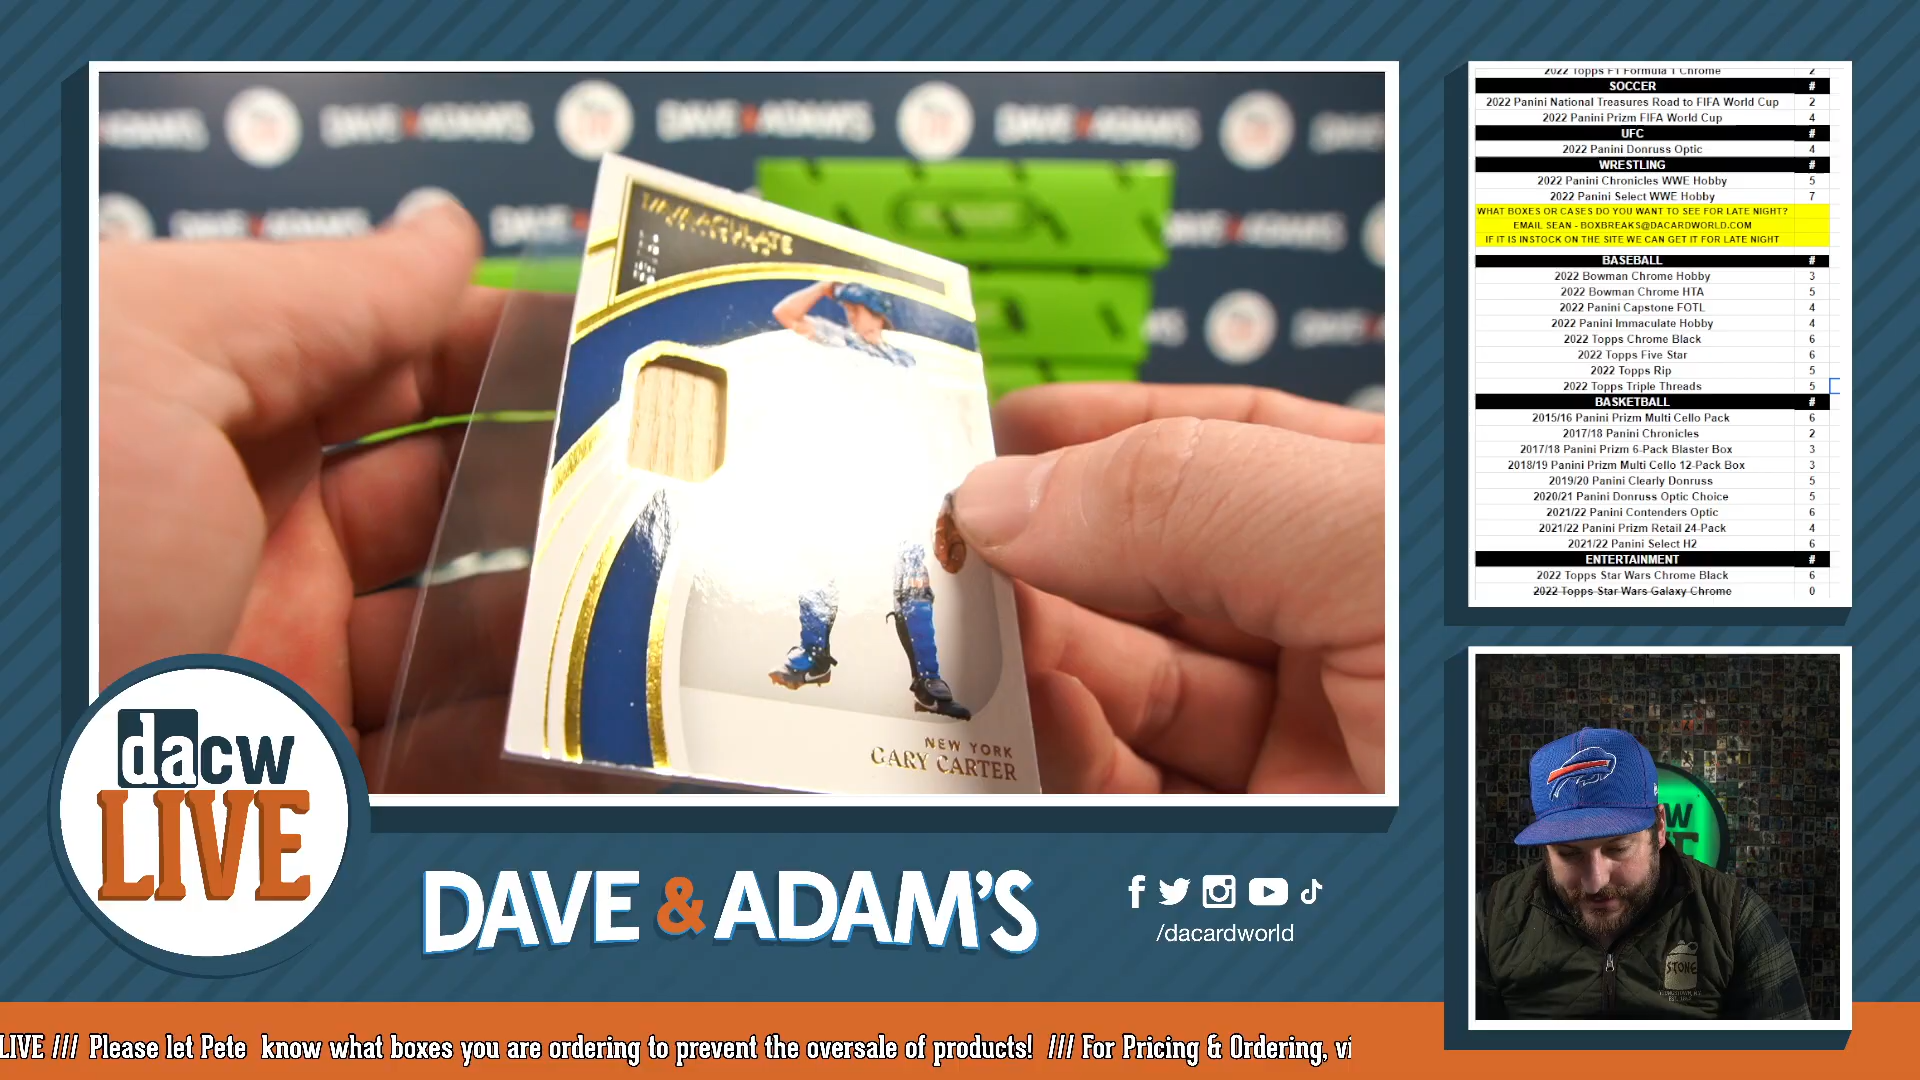 DAVE & ADAM'S
IMMACULATE
NEW YORK
GARY CARTER
2022 Topps F1 Formula 1 Chrome 2
SOCCER #
2022 Panini National Treasures Road to FIFA World Cup 2
2022 Panini Prizm FIFA World Cup 4
UFC #
2022 Panini Donruss Optic 4
WRESTLING #
2022 Panini Chronicles WWE Hobby 5
2022 Panini Select WWE Hobby 7
WHAT BOXES OR CASES DO YOU WANT TO SEE FOR LATE NIGHT?
EMAIL SEAN - BOXBREAKS@DACARDWORLD.COM
IF IT IS INSTOCK ON THE SITE WE CAN GET IT FOR LATE NIGHT
BASEBALL #
2022 Bowman Chrome Hobby 3
2022 Bowman Chrome HTA 5
2022 Panini Capstone FOTL 4
2022 Panini Immaculate Hobby 4
2022 Topps Chrome Black 6
2022 Topps Five Star 6
2022 Topps Rip 5
2022 Topps Triple Threads 5
BASKETBALL #
2015/16 Panini Prizm Multi Cello Pack 6
2017/18 Panini Chronicles 2
2017/18 Panini Prizm 6-Pack Blaster Box 3
2018/19 Panini Prizm Multi Cello 12-Pack Box 3
2019/20 Panini Clearly Donruss 5
2020/21 Panini Donruss Optic Choice 5
2021/22 Panini Contenders Optic 6
2021/22 Panini Prizm Retail 24-Pack 4
2021/22 Panini Select H2 6
ENTERTAINMENT #
2022 Topps Star Wars Chrome Black 6
2022 Topps Star Wars Galaxy Chrome 0
STONE
dacw
LIVE
DAVE & ADAM'S
/dacardworld
LIVE /// Please let Pete know what boxes you are ordering to prevent the oversale of products! /// For Pricing & Ordering, vi